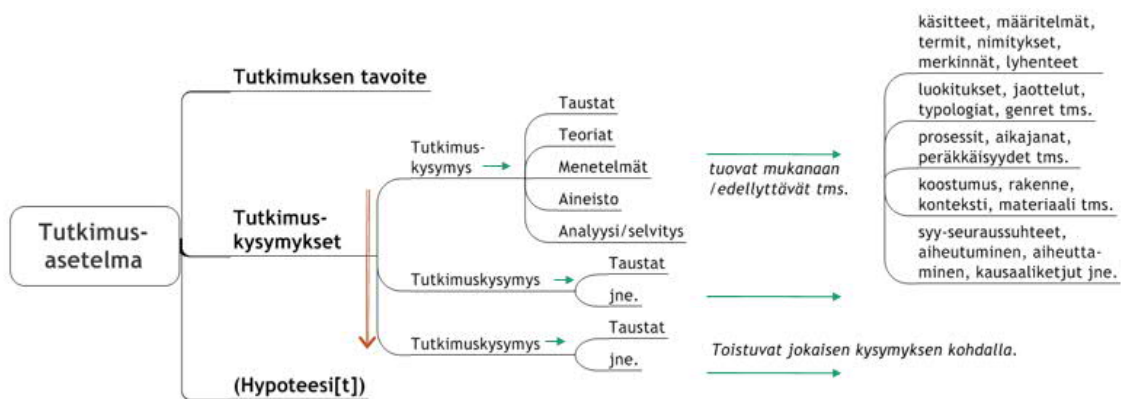 Tutkimus-
asetelma
Tutkimuksen tavoite
Tutkimus-
kysymykset
(Hypoteesi[t])
Tutkimus-
kysymys
Taustat
Teoriat
Menetelmät
Aineisto
Analyysi/selvitys
Tutkimuskysymys
Taustat
jne.
Tutkimuskysymys
Taustat
jne.
tuovat mukanaan
/edellyttävät tms.
Toistuvat jokaisen kysymyksen kohdalla.
käsitteet, määritelmät,
termit, nimitykset,
merkinnät, lyhenteet
luokitukset, jaottelut,
typologiat, genret tms.
prosessit, aikajanat,
peräkkäisyydet tms.
koostumus, rakenne,
konteksti, materiaali tms.
syy-seuraussuhteet,
aiheutuminen, aiheutta-
minen, kausaaliketjut jne.